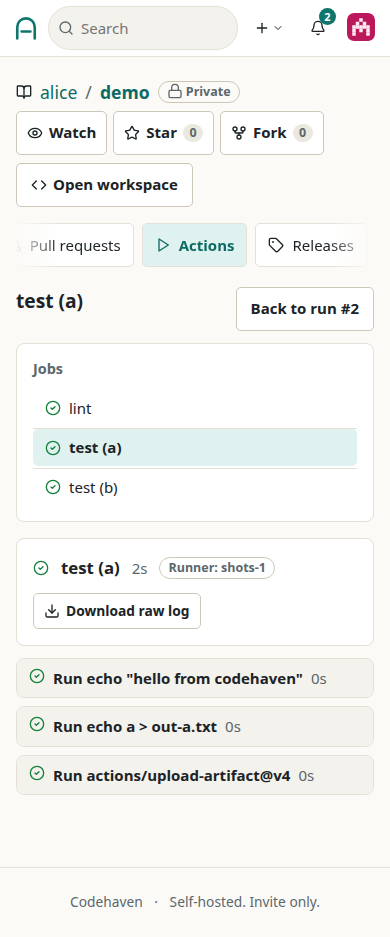 Search
2
alice / demo Private
Watch Star 0 Fork 0
Open workspace
Pull requests Actions Releases
test (a) Back to run #2
Jobs
lint
test (a)
test (b)
test (a) 2s Runner: shots-1
Download raw log
Run echo "hello from codehaven" 0s
Run echo a > out-a.txt 0s
Run actions/upload-artifact@v4 0s
Codehaven · Self-hosted. Invite only.